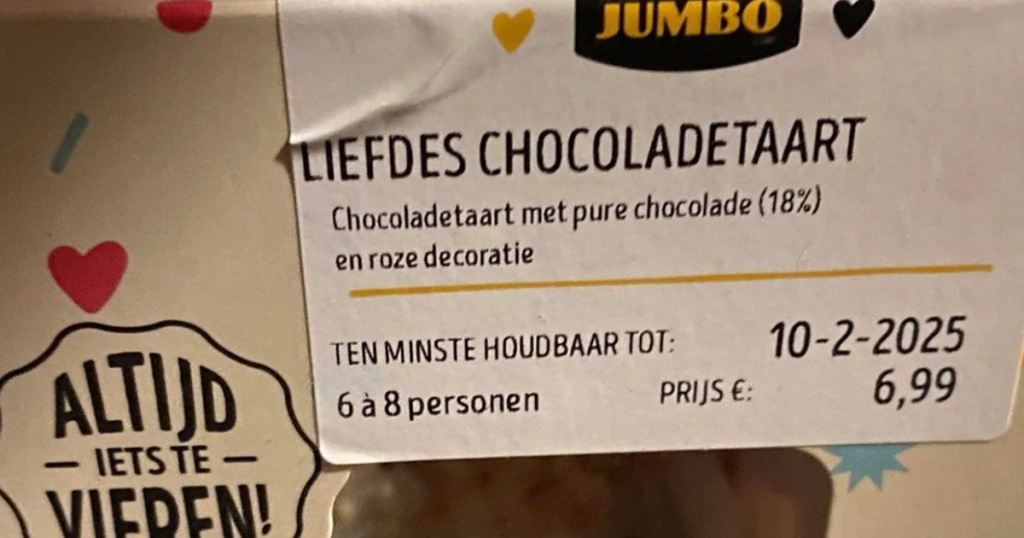 JUMBO
LIEFDES CHOCOLADETAART
Chocoladetaart met pure chocolade (18%)
en roze decoratie
TEN MINSTE HOUDBAAR TOT: 10-2-2025
6 à 8 personen PRIJS €: 6,99
ALTIJD
— IETS TE —
VIEREN!